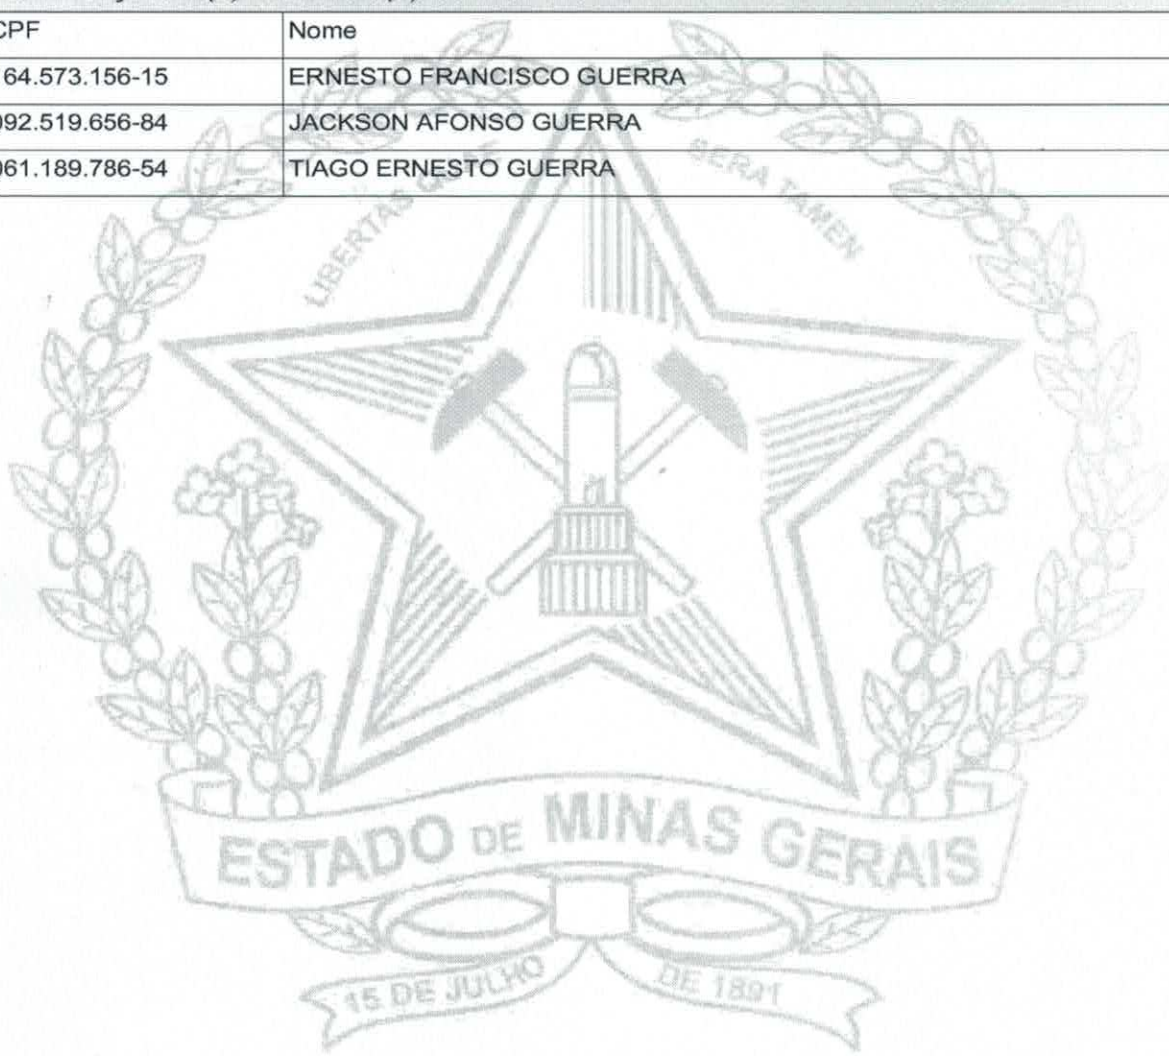 CPF Nome
64.573.156-15 ERNESTO FRANCISCO GUERRA
092.519.656-84 JACKSON AFONSO GUERRA
061.189.786-54 TIAGO ERNESTO GUERRA
LIBERTAS QUAE SERA TAMEN
ESTADO DE MINAS GERAIS
15 DE JULHO DE 1891